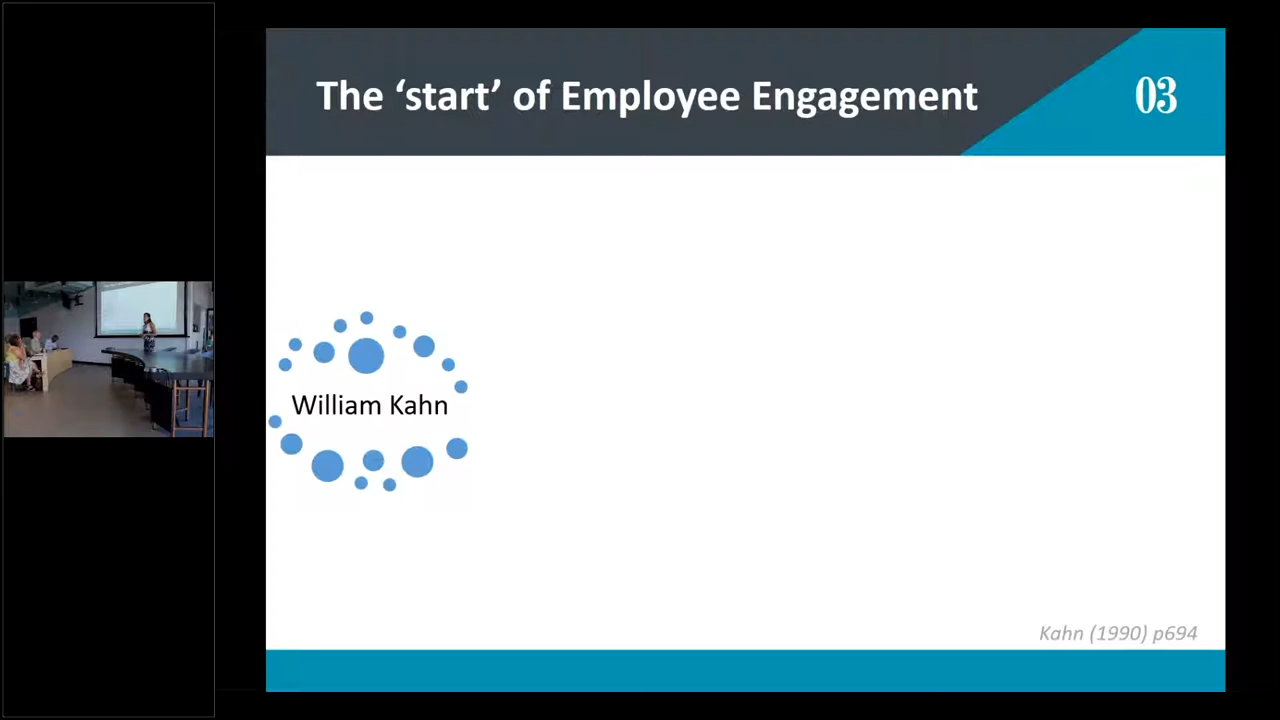 The ‘start’ of Employee Engagement
03
William Kahn
Kahn (1990) p694